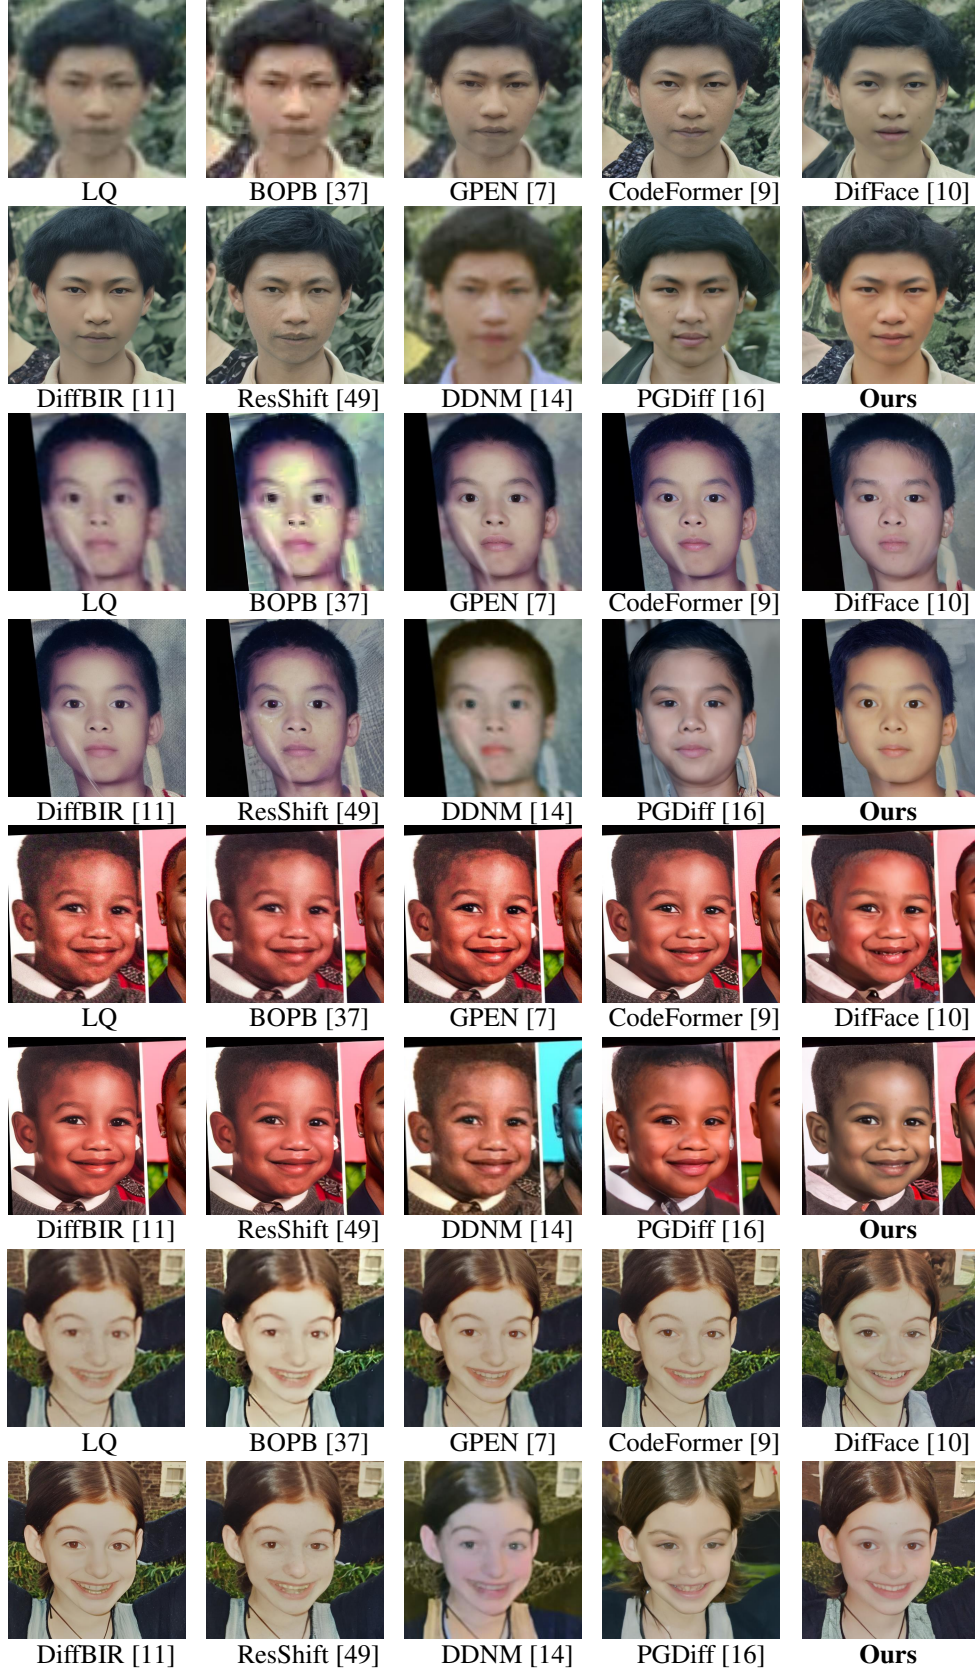 LQ BOPB [37] GPEN [7] CodeFormer [9] DifFace [10]
DiffBIR [11] ResShift [49] DDNM [14] PGDiff [16] Ours
LQ BOPB [37] GPEN [7] CodeFormer [9] DifFace [10]
DiffBIR [11] ResShift [49] DDNM [14] PGDiff [16] Ours
LQ BOPB [37] GPEN [7] CodeFormer [9] DifFace [10]
DiffBIR [11] ResShift [49] DDNM [14] PGDiff [16] Ours
LQ BOPB [37] GPEN [7] CodeFormer [9] DifFace [10]
DiffBIR [11] ResShift [49] DDNM [14] PGDiff [16] Ours